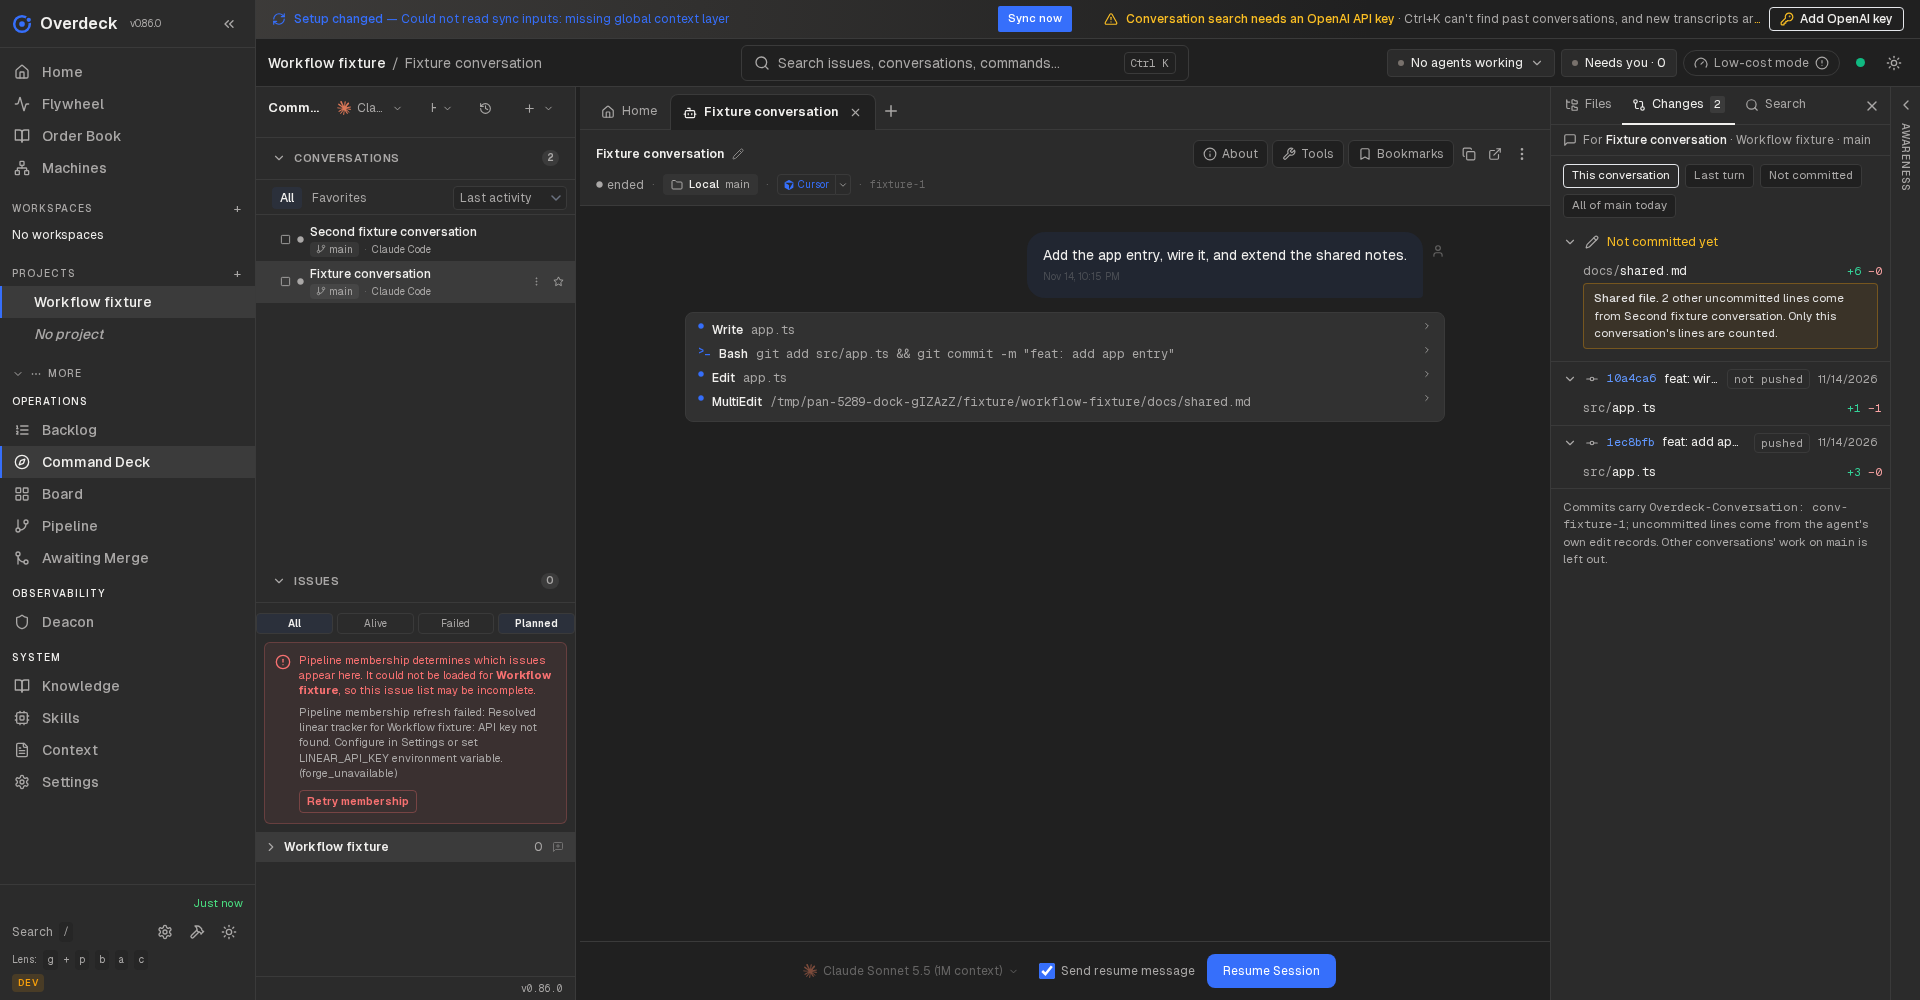 Overdeck v0.86.0
Setup changed — Could not read sync inputs: missing global context layer
Sync now
Conversation search needs an OpenAI API key · Ctrl+K can't find past conversations, and new transcripts ar...
Add OpenAI key
Workflow fixture / Fixture conversation
Search issues, conversations, commands... Ctrl K
No agents working
Needs you · 0
Low-cost mode
Home
Flywheel
Order Book
Machines
WORKSPACES +
No workspaces
PROJECTS +
Workflow fixture
No project
MORE
OPERATIONS
Backlog
Command Deck
Board
Pipeline
Awaiting Merge
OBSERVABILITY
Deacon
SYSTEM
Knowledge
Skills
Context
Settings
Just now
Search /
Lens: g + p b a c
DEV
Comm... Cla...
CONVERSATIONS 2
All Favorites Last activity
Second fixture conversation
main · Claude Code
Fixture conversation
main · Claude Code
ISSUES 0
All Alive Failed Planned
Pipeline membership determines which issues
appear here. It could not be loaded for Workflow
fixture, so this issue list may be incomplete.
Pipeline membership refresh failed: Resolved
linear tracker for Workflow fixture: API key not
found. Configure in Settings or set
LINEAR_API_KEY environment variable.
(forge_unavailable)
Retry membership
Workflow fixture 0
v0.86.0
Home Fixture conversation
Fixture conversation
About Tools Bookmarks
ended · Local main · Cursor · fixture-1
Add the app entry, wire it, and extend the shared notes.
Nov 14, 10:15 PM
Write app.ts
>_ Bash git add src/app.ts && git commit -m "feat: add app entry"
Edit app.ts
MultiEdit /tmp/pan-5289-dock-gIZAzZ/fixture/workflow-fixture/docs/shared.md
Claude Sonnet 5.5 (1M context)
Send resume message
Resume Session
Files Changes 2 Search
For Fixture conversation · Workflow fixture · main
This conversation Last turn Not committed
All of main today
Not committed yet
docs/shared.md +6 −0
Shared file. 2 other uncommitted lines come
from Second fixture conversation. Only this
conversation's lines are counted.
10a4ca6 feat: wir... not pushed 11/14/2026
src/app.ts +1 −1
1ec8bfb feat: add ap... pushed 11/14/2026
src/app.ts +3 −0
Commits carry Overdeck-Conversation: conv-
fixture-1; uncommitted lines come from the agent's
own edit records. Other conversations' work on main is
left out.
AWARENESS